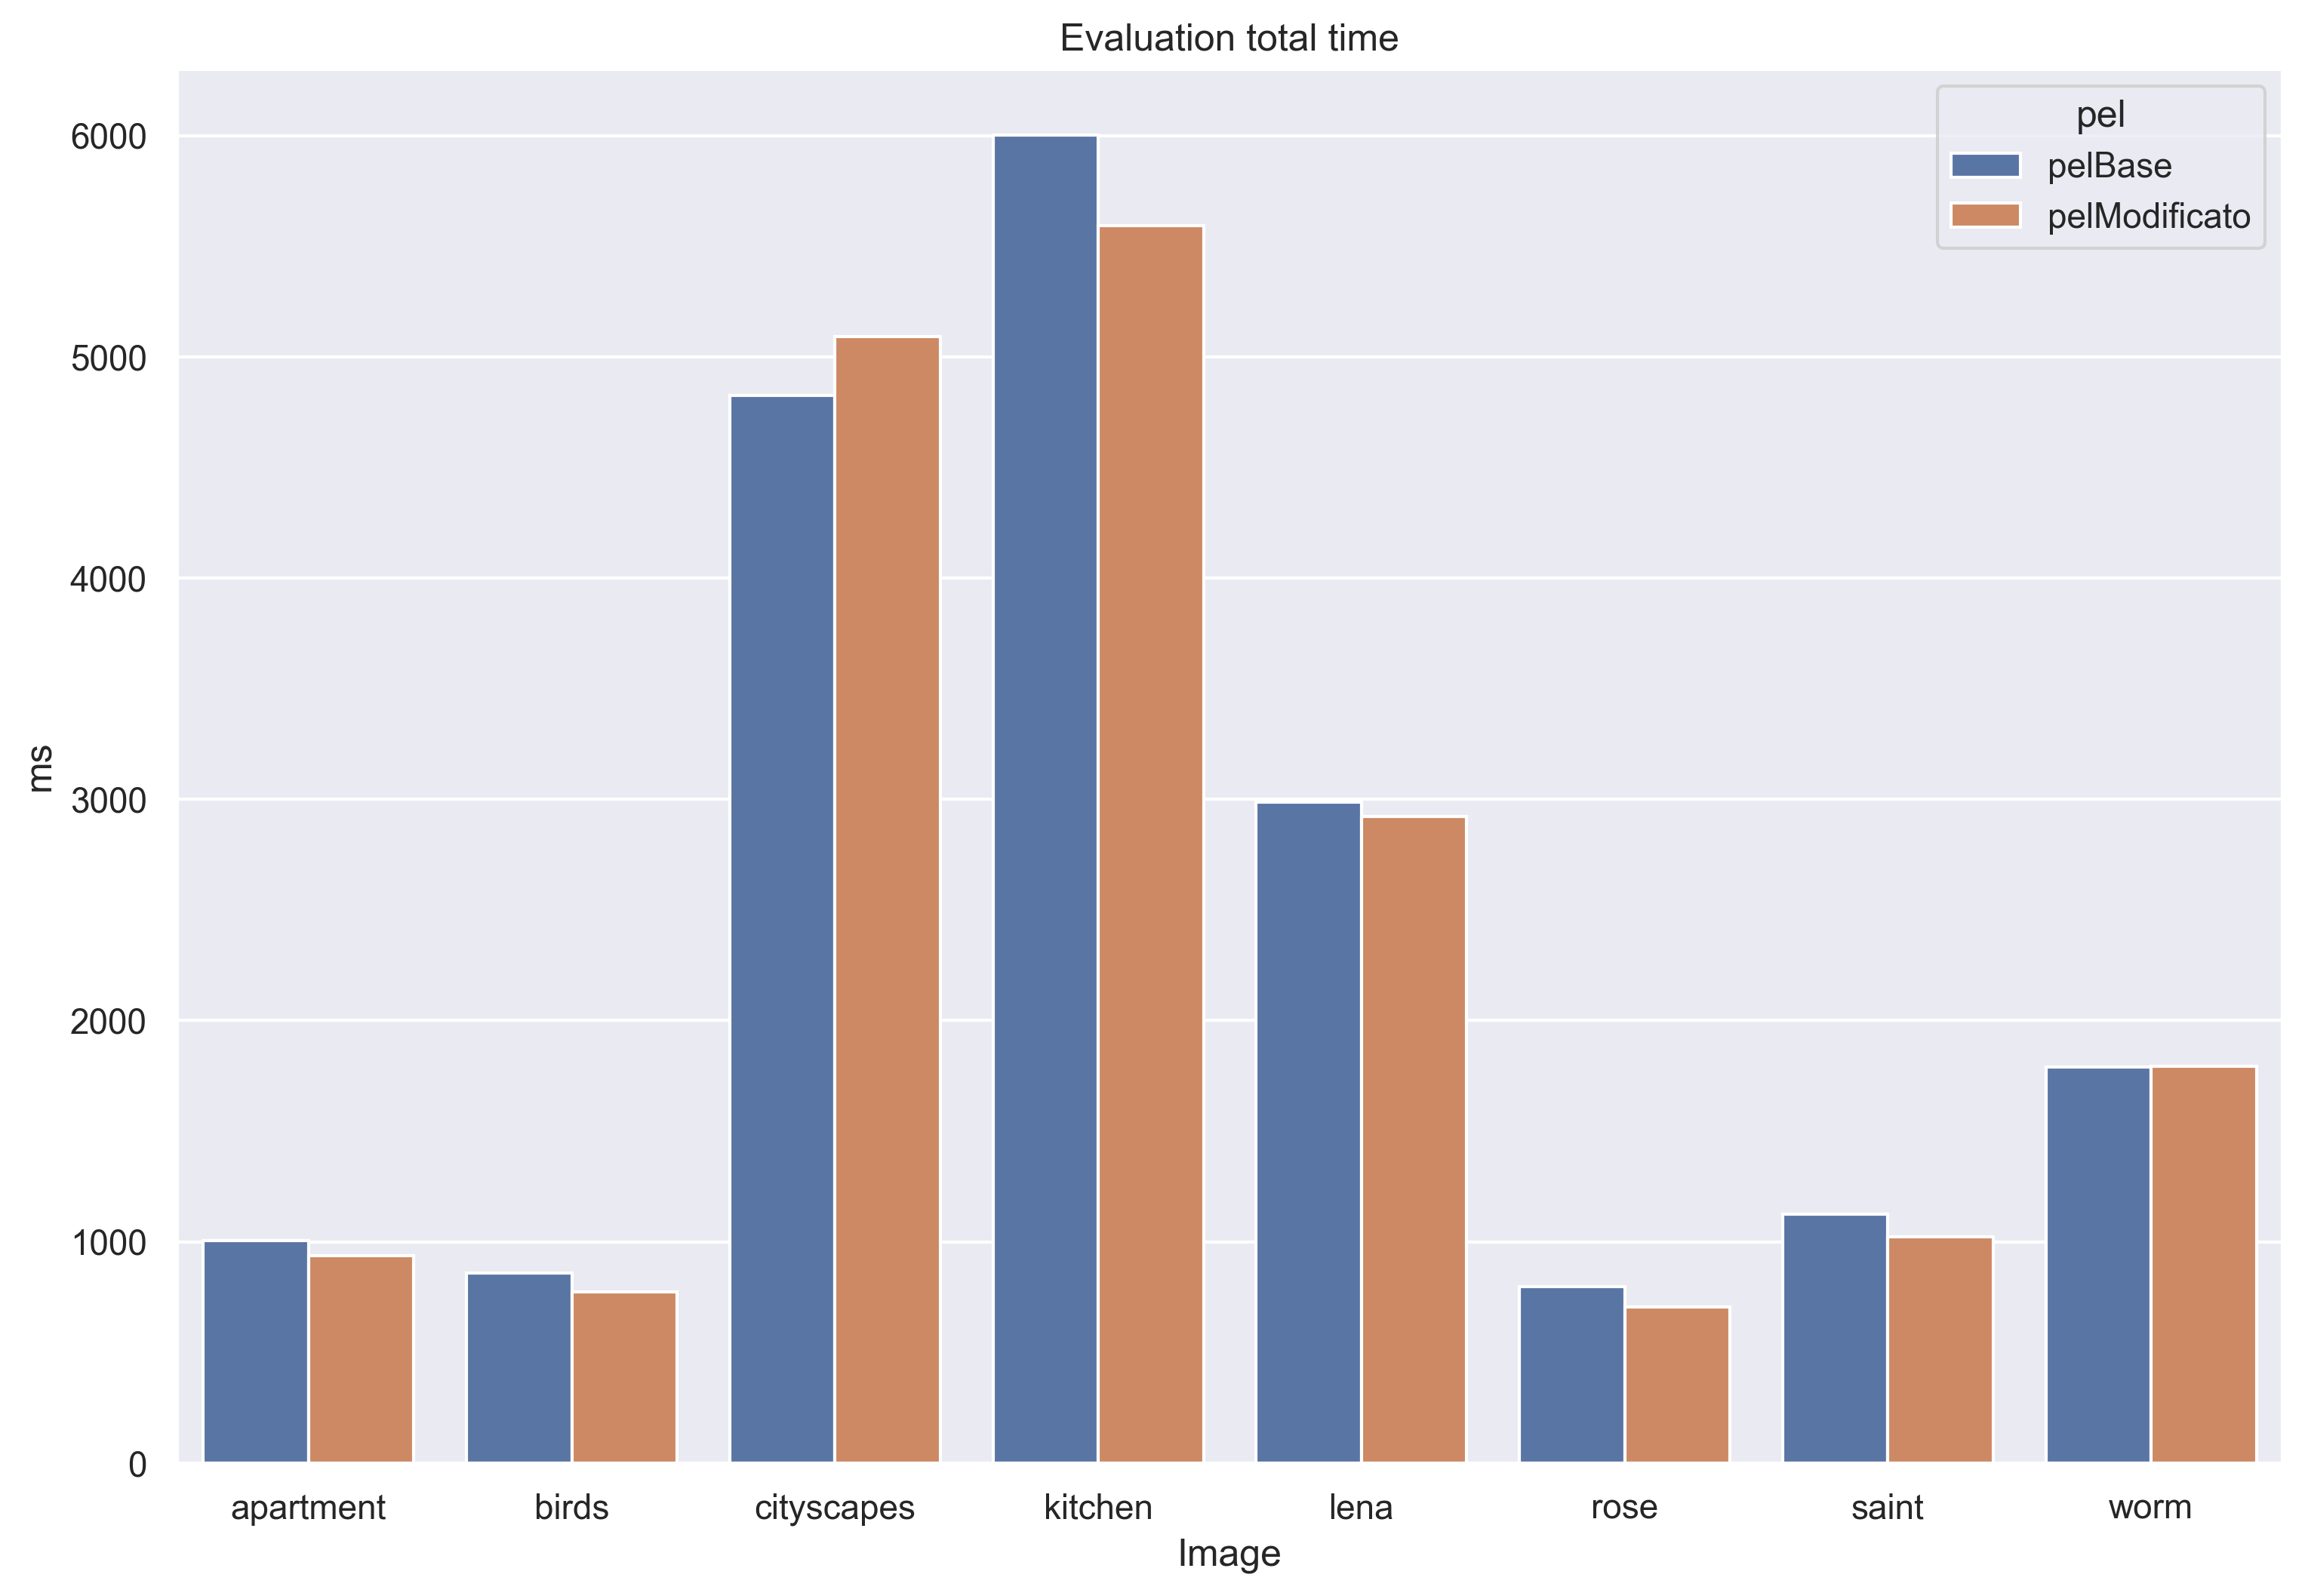 Evaluation total time
pel
pelBase
pelModificato
6000
5000
4000
3000
2000
1000
0
ms
apartment birds cityscapes kitchen lena rose saint worm
Image